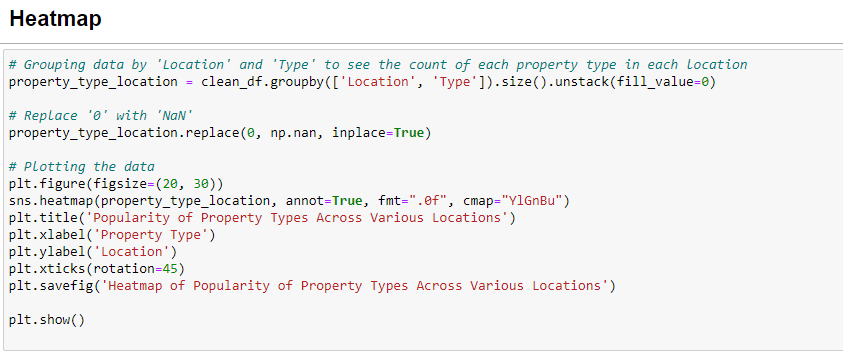 Heatmap
# Grouping data by 'Location' and 'Type' to see the count of each property type in each location
property_type_location = clean_df.groupby(['Location', 'Type']).size().unstack(fill_value=0)
# Replace '0' with 'NaN'
property_type_location.replace(0, np.nan, inplace=True)
# Plotting the data
plt.figure(figsize=(20, 30))
sns.heatmap(property_type_location, annot=True, fmt=".0f", cmap="YlGnBu")
plt.title('Popularity of Property Types Across Various Locations')
plt.xlabel('Property Type')
plt.ylabel('Location')
plt.xticks(rotation=45)
plt.savefig('Heatmap of Popularity of Property Types Across Various Locations')
plt.show()